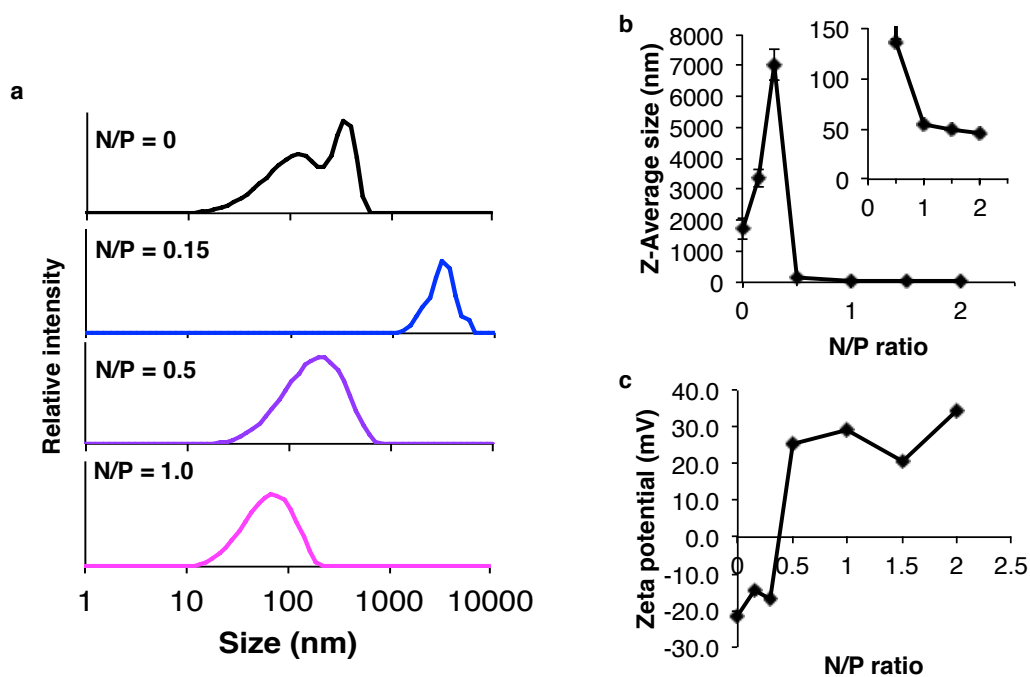 a
N/P = 0
N/P = 0.15
N/P = 0.5
N/P = 1.0
Relative intensity
1 10 100 1000 10000
Size (nm)
b
Z-Average size (nm)
8000
7000
6000
5000
4000
3000
2000
1000
0
0 1 2
N/P ratio
150
100
50
0
0 1 2
c
Zeta potential (mV)
40.0
30.0
20.0
10.0
0.0
-10.0
-20.0
-30.0
0 0.5 1 1.5 2 2.5
N/P ratio